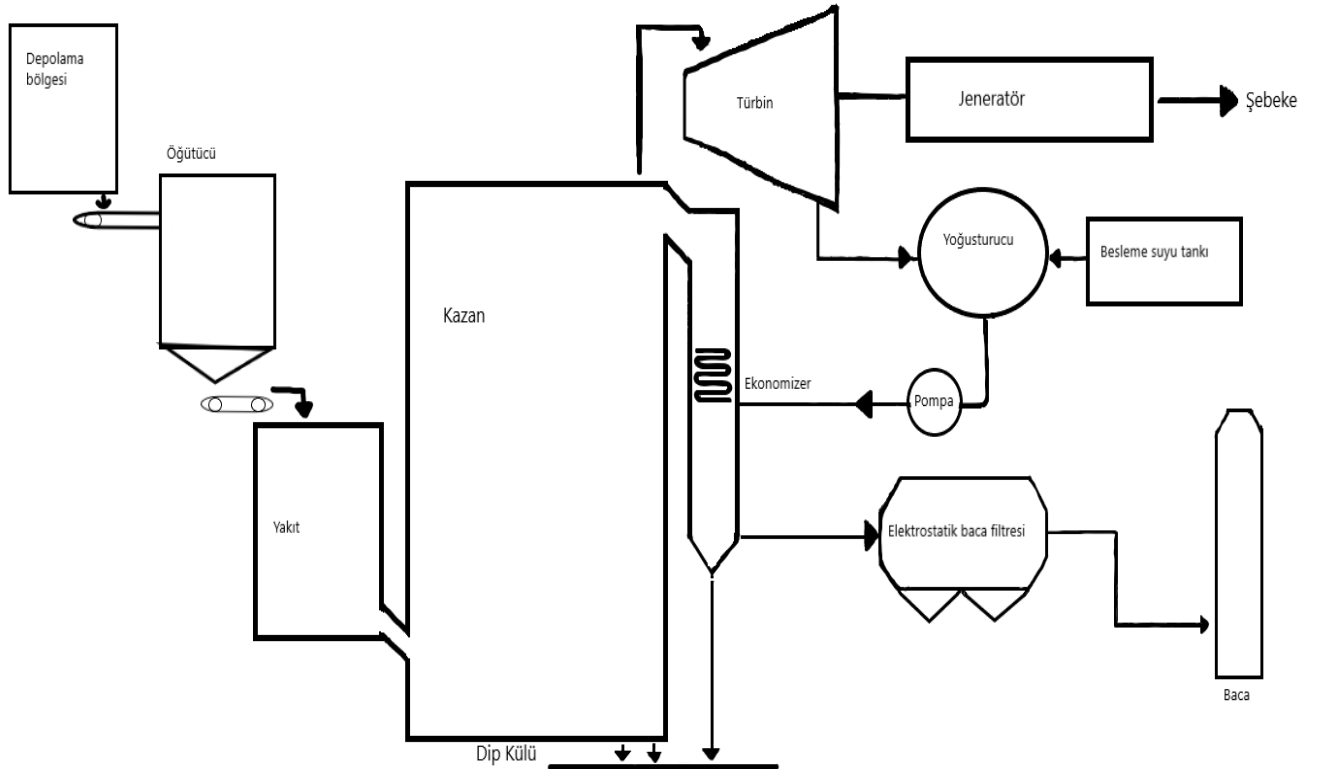 Depolama
bölgesi
Öğütücü
Türbin
Jeneratör
Şebeke
Yoğusturucu
Besleme suyu tankı
Kazan
Ekonomizer
Pompa
Yakıt
Elektrostatik baca filtresi
Baca
Dip Külü